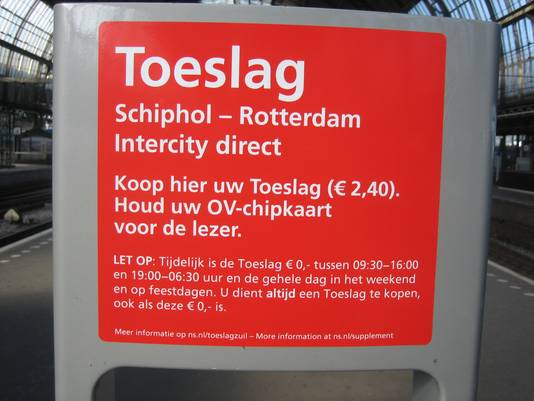 Toeslag
Schiphol – Rotterdam
Intercity direct
Koop hier uw Toeslag (€ 2,40).
Houd uw OV-chipkaart
voor de lezer.
LET OP: Tijdelijk is de Toeslag € 0,- tussen 09:30–16:00
en 19:00–06:30 uur en de gehele dag in het weekend
en op feestdagen. U dient altijd een Toeslag te kopen,
ook als deze € 0,- is.
Meer informatie op ns.nl/toeslagzuil – More information at ns.nl/supplement